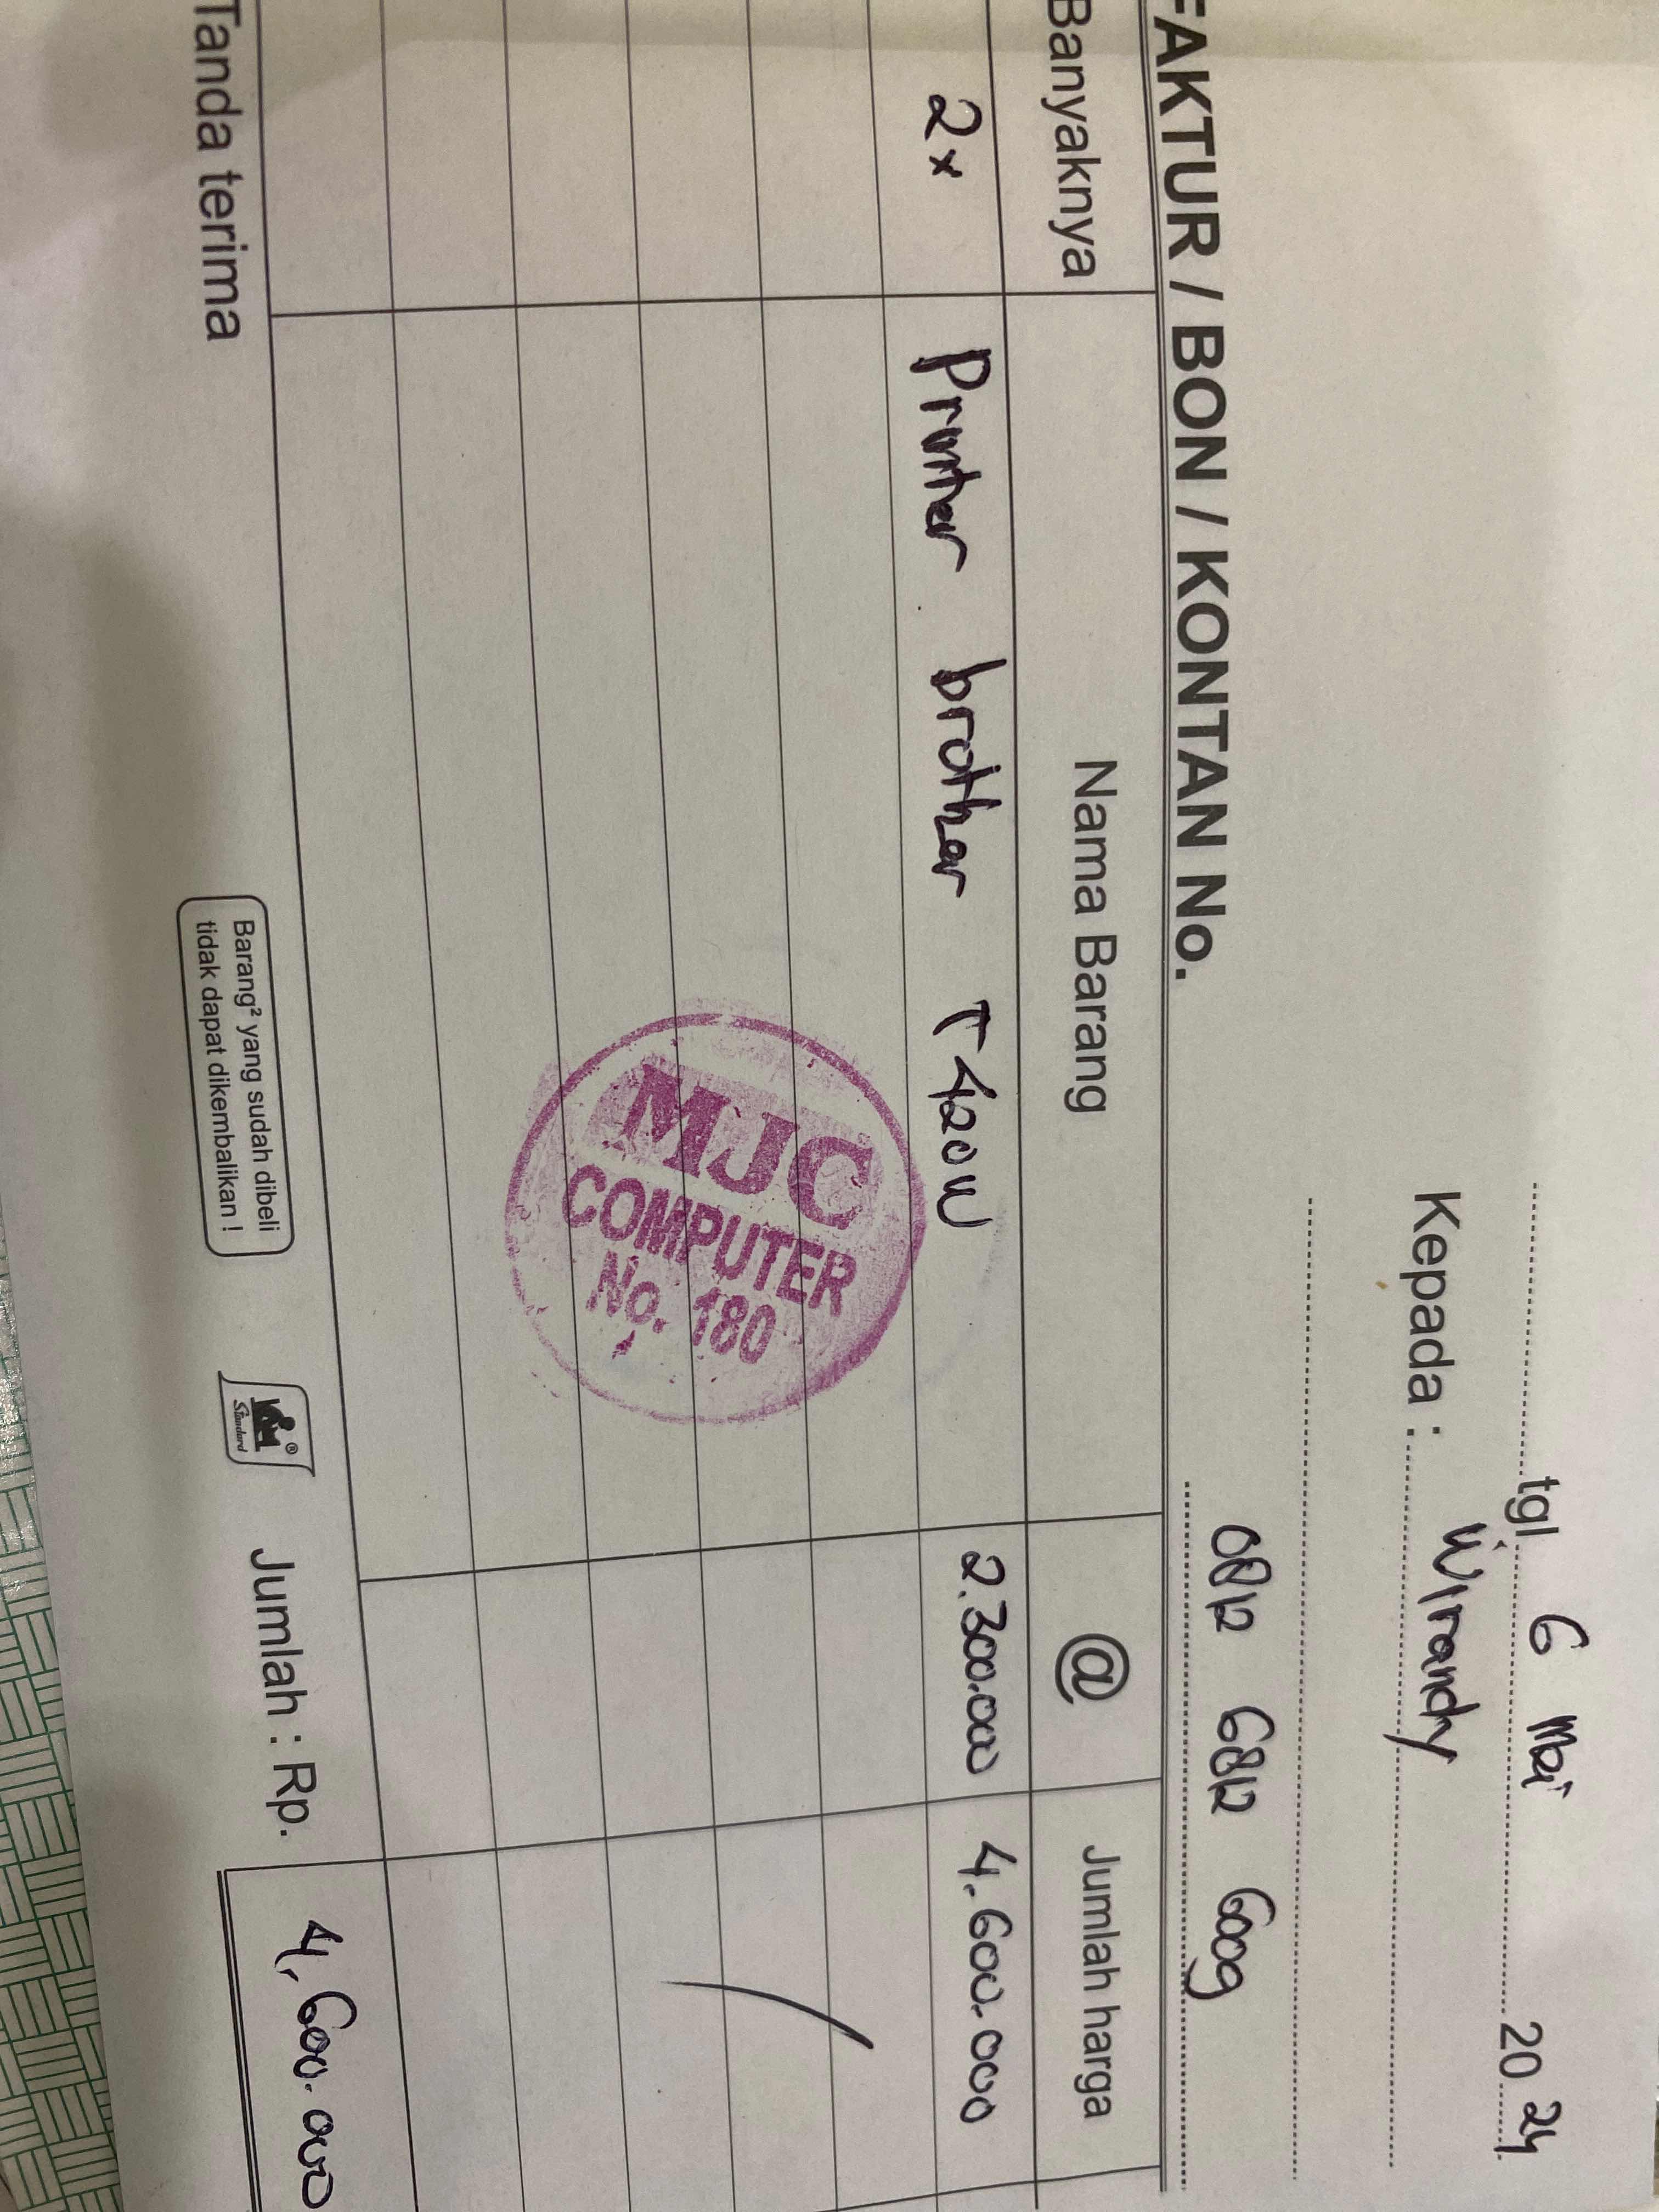 tgl 6 Mei 2024
Kepada : Wirandy
0812 6812 6009
FAKTUR / BON / KONTAN No.
Banyaknya Nama Barang @ Jumlah harga
2x Printer brother T420W 2.300.000 4.600.000
MJC
COMPUTER
No. 180
Tanda terima
Barang² yang sudah dibeli
tidak dapat dikembalikan !
Standard
Jumlah : Rp. 4,600.000